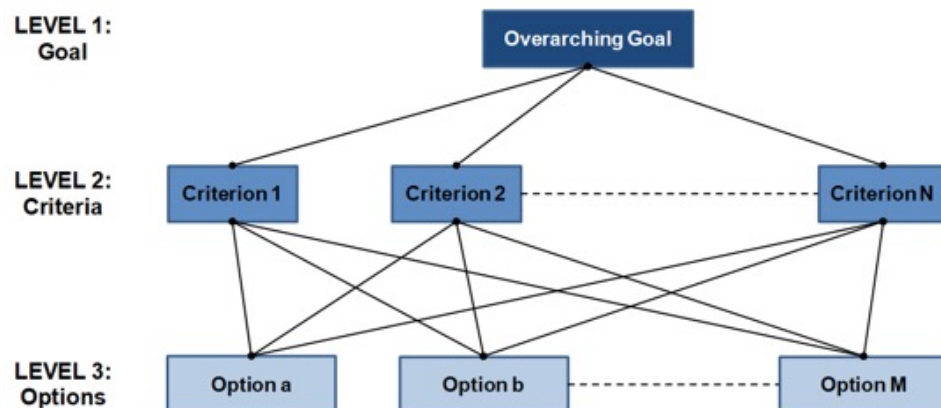 LEVEL 1:
Goal
Overarching Goal
LEVEL 2:
Criteria
Criterion 1
Criterion 2
Criterion N
LEVEL 3:
Options
Option a
Option b
Option M